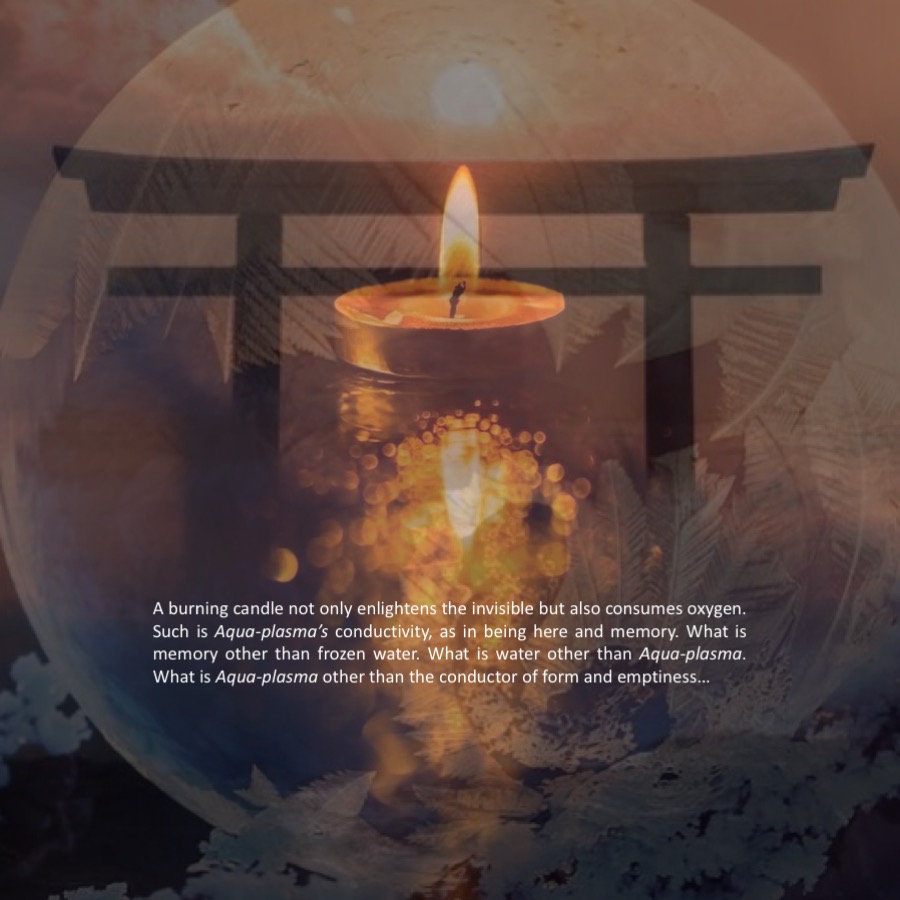 A burning candle not only enlightens the invisible but also consumes oxygen.
Such is Aqua-plasma’s conductivity, as in being here and memory. What is
memory other than frozen water. What is water other than Aqua-plasma.
What is Aqua-plasma other than the conductor of form and emptiness...